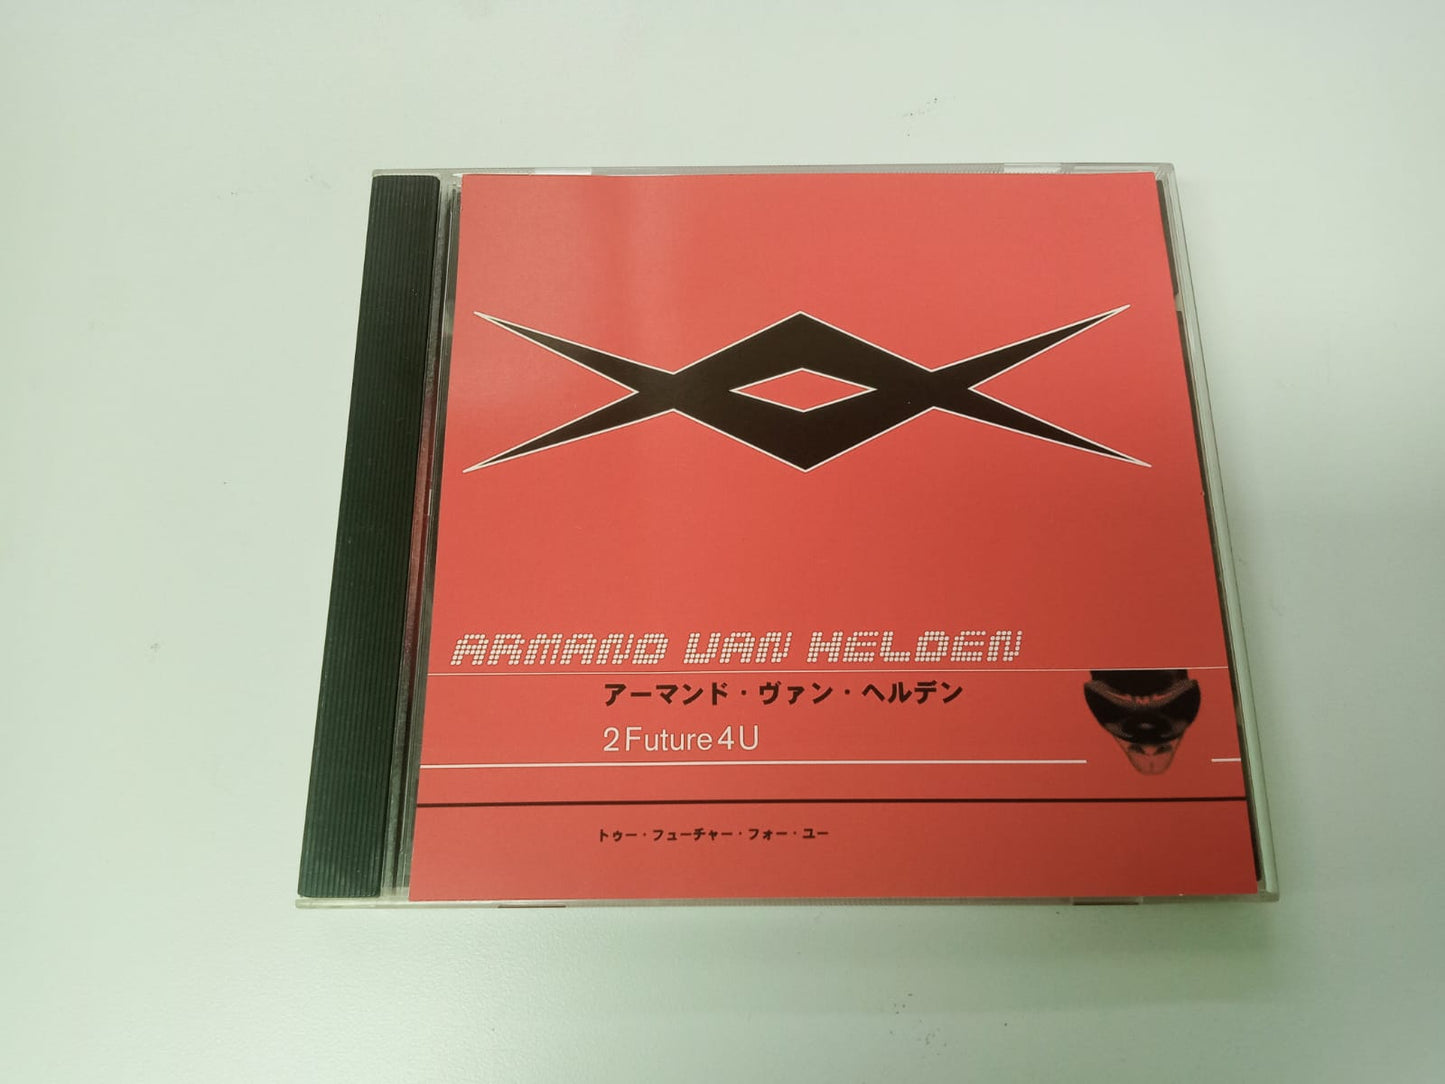 ARMAND VAN HELDEN
アーマンド・ヴァン・ヘルデン
2 Future 4 U
トゥー・フューチャー・フォー・ユー